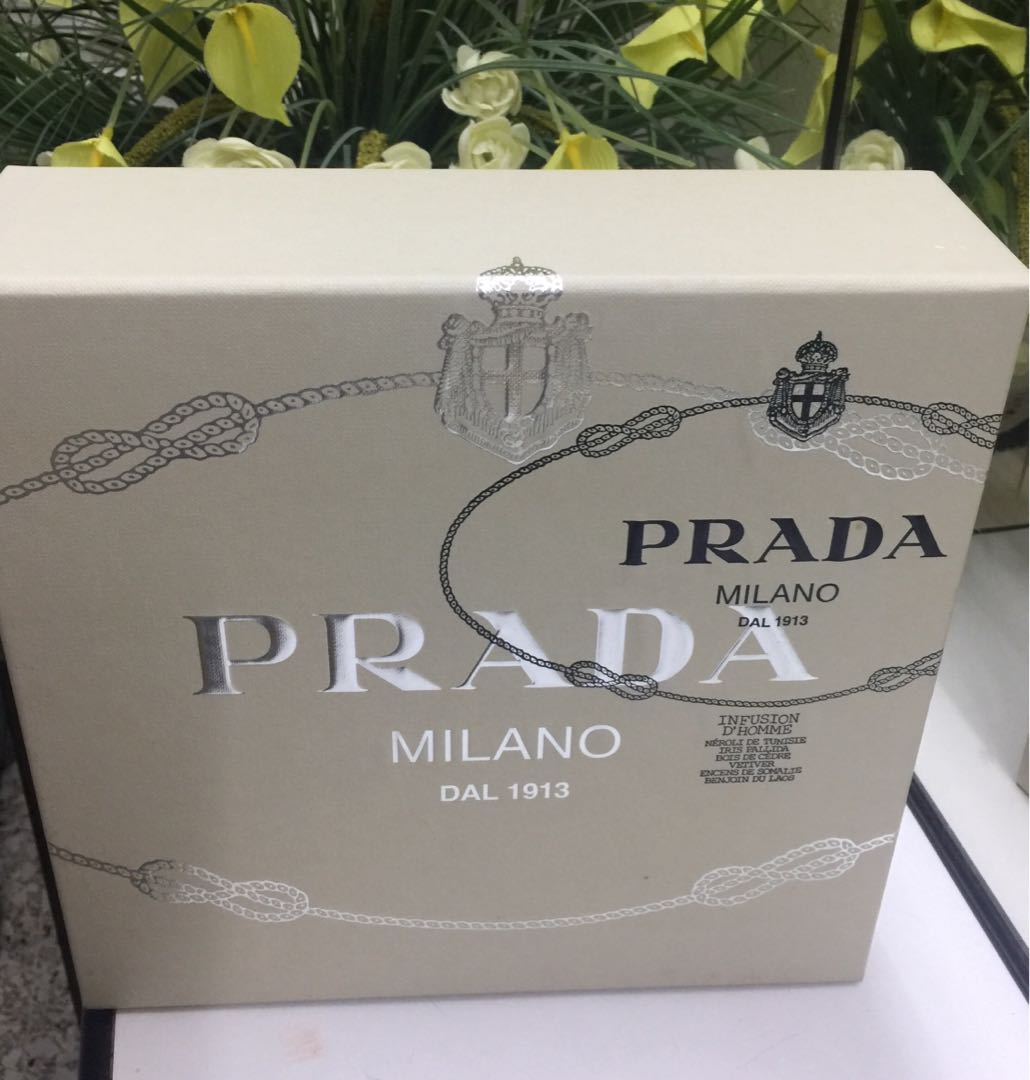 PRADA
MILANO
DAL 1913
PRADA
MILANO
DAL 1913
INFUSION
D'HOMME
NÉROLI DE TUNISIE
IRIS PALLIDA
BOIS DE CÈDRE
VETIVER
ENCENS DE SOMALIE
BENJOIN DU LAOS